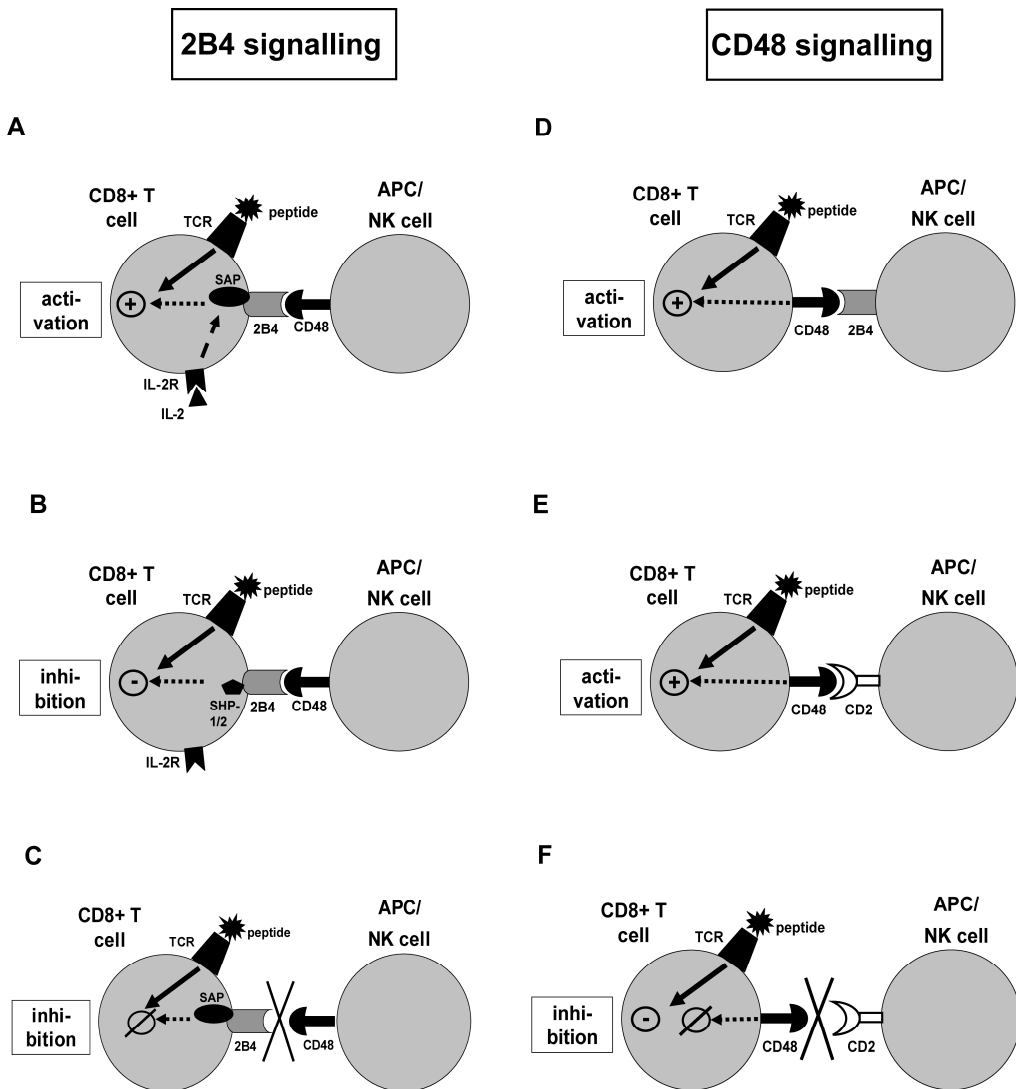 2B4 signalling
CD48 signalling
A
CD8+ T
cell
TCR
peptide
APC/
NK cell
acti-
vation
+
SAP
2B4
CD48
IL-2R
IL-2
D
CD8+ T
cell
TCR
peptide
APC/
NK cell
acti-
vation
+
CD48
2B4
B
CD8+ T
cell
TCR
peptide
APC/
NK cell
inhi-
bition
-
SHP-
1/2
2B4
CD48
IL-2R
E
CD8+ T
cell
TCR
peptide
APC/
NK cell
acti-
vation
+
CD48
CD2
C
CD8+ T
cell
TCR
peptide
APC/
NK cell
inhi-
bition
SAP
2B4
CD48
F
CD8+ T
cell
TCR
peptide
APC/
NK cell
inhi-
bition
-
CD48
CD2